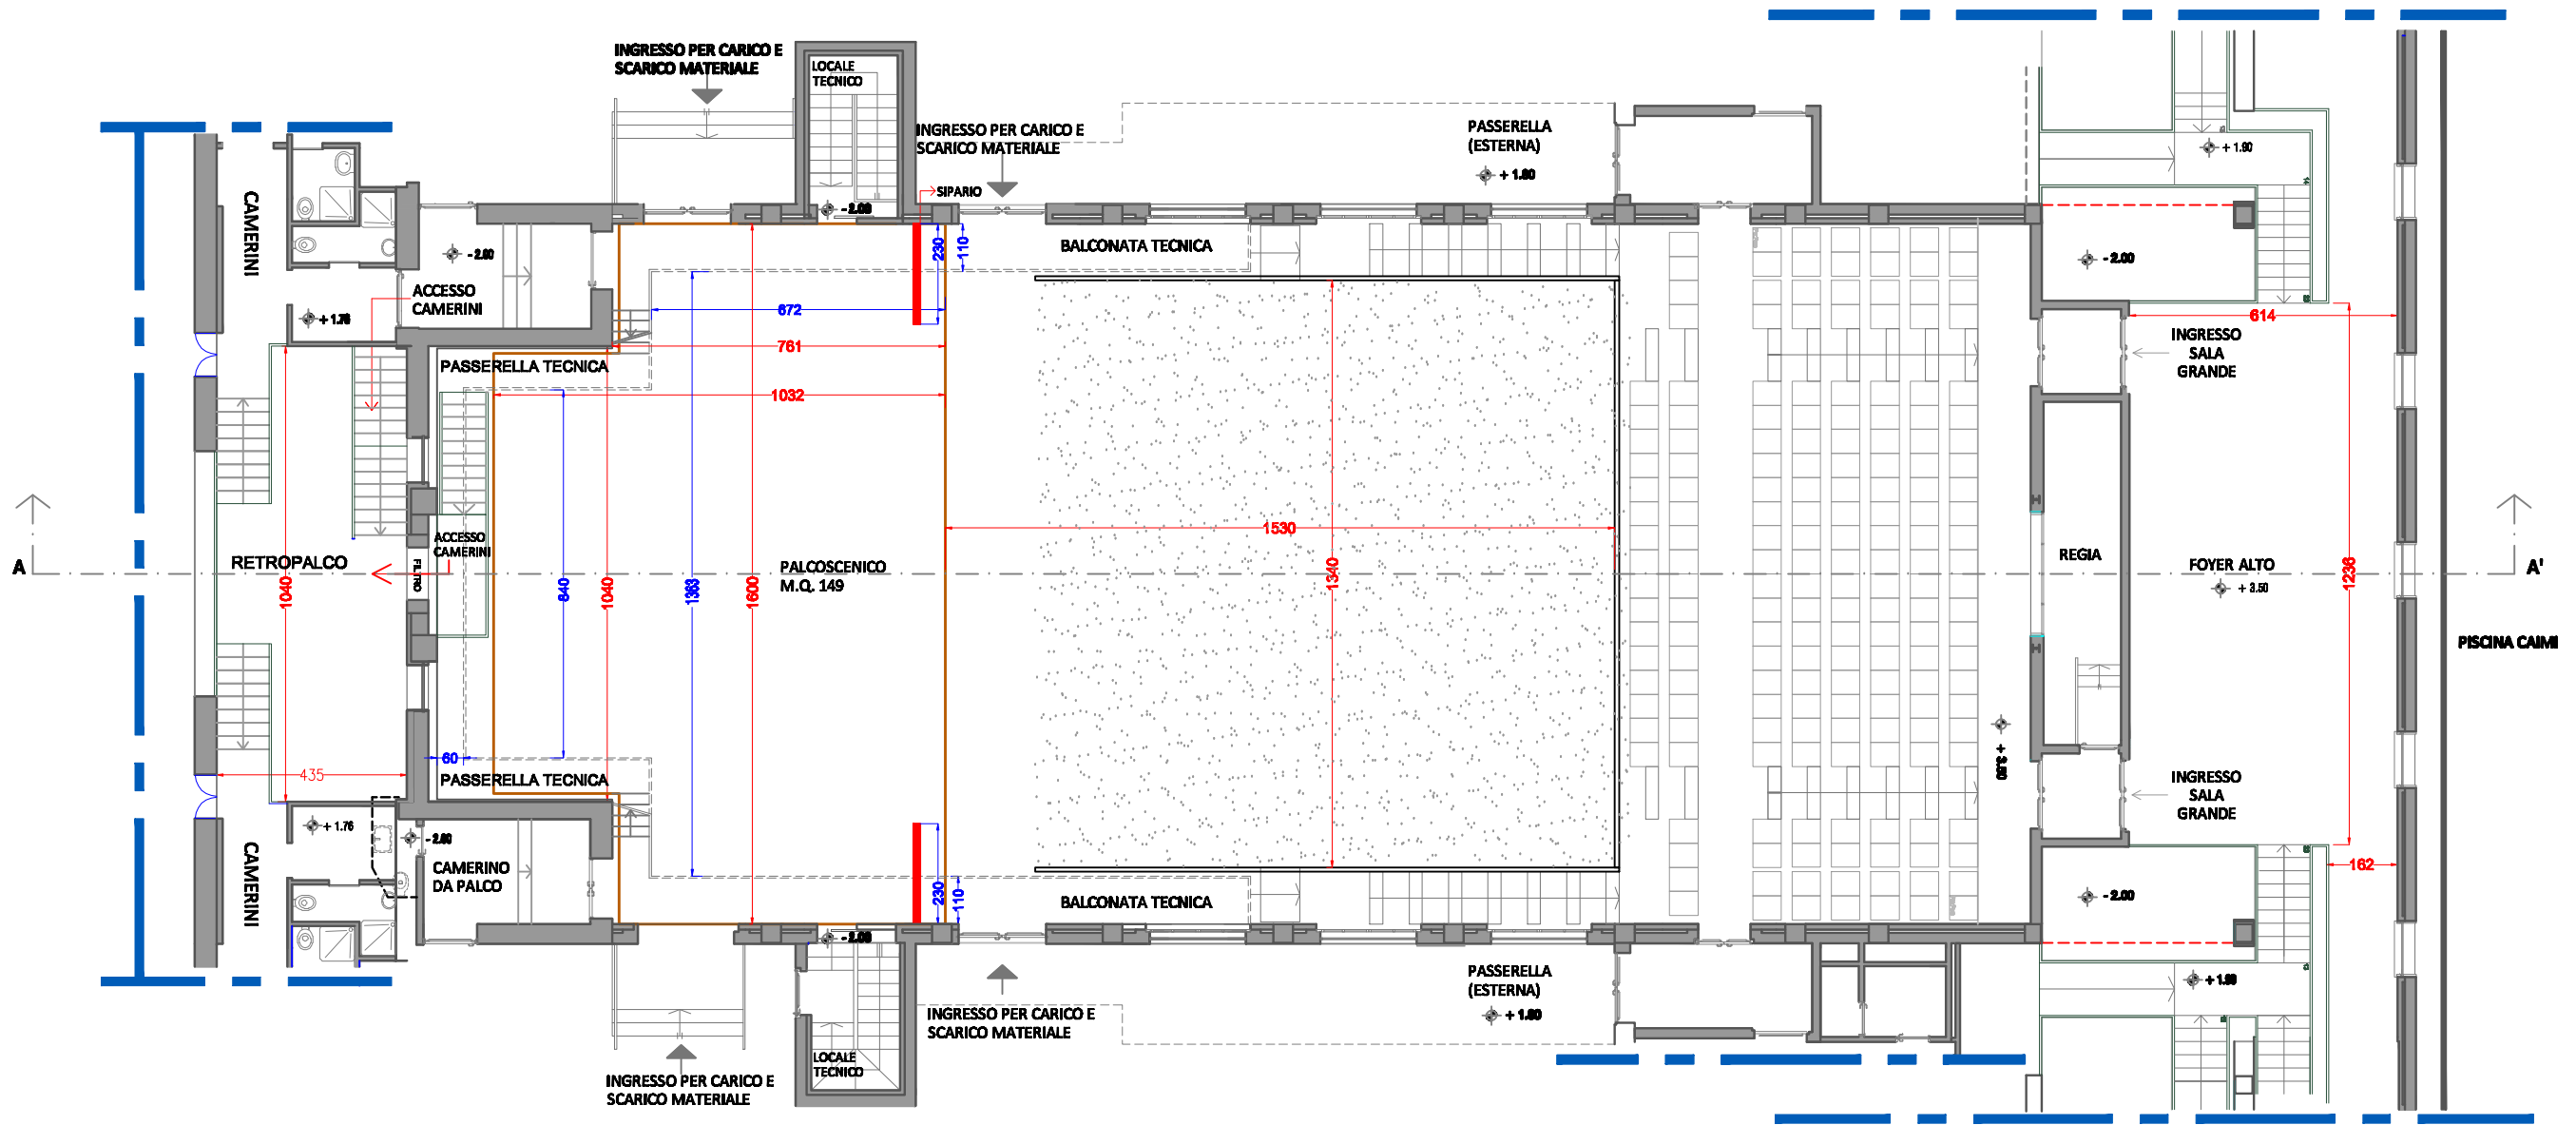 INGRESSO PER CARICO E
SCARICO MATERIALE
LOCALE
TECNICO
INGRESSO PER CARICO E
SCARICO MATERIALE
PASSERELLA
(ESTERNA)
+ 1.80
+ 1.90
SIPARIO
CAMERINI
- 2.00
- 2.60
230
110
BALCONATA TECNICA
- 2.00
ACCESSO
CAMERINI
+ 1.76
672
614
INGRESSO
SALA
GRANDE
761
PASSERELLA TECNICA
1032
1530
ACCESSO
CAMERINI
FILTRO
RETROPALCO
A
1040
840
1040
1363
1600
PALCOSCENICO
M.Q. 149
1340
REGIA
FOYER ALTO
+ 3.50
1236
A'
PISCINA CAIMI
+ 3.50
60
435
PASSERELLA TECNICA
INGRESSO
SALA
GRANDE
+ 1.76
- 2.60
CAMERINI
CAMERINO
DA PALCO
162
230
110
BALCONATA TECNICA
- 2.00
- 2.00
PASSERELLA
(ESTERNA)
+ 1.80
+ 1.90
INGRESSO PER CARICO E
SCARICO MATERIALE
LOCALE
TECNICO
INGRESSO PER CARICO E
SCARICO MATERIALE